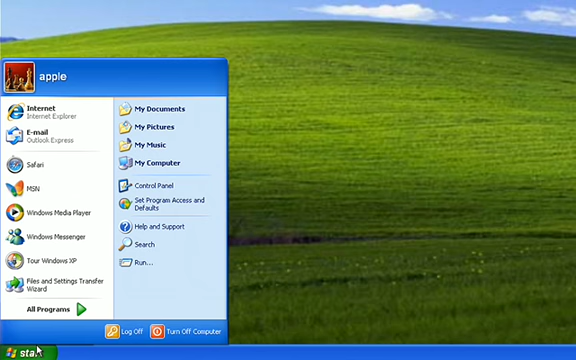 apple
Internet
Internet Explorer
E-mail
Outlook Express
Safari
MSN
Windows Media Player
Windows Messenger
Tour Windows XP
Files and Settings Transfer
Wizard
All Programs
My Documents
My Pictures
My Music
My Computer
Control Panel
Set Program Access and
Defaults
Help and Support
Search
Run...
Log Off
Turn Off Computer
start